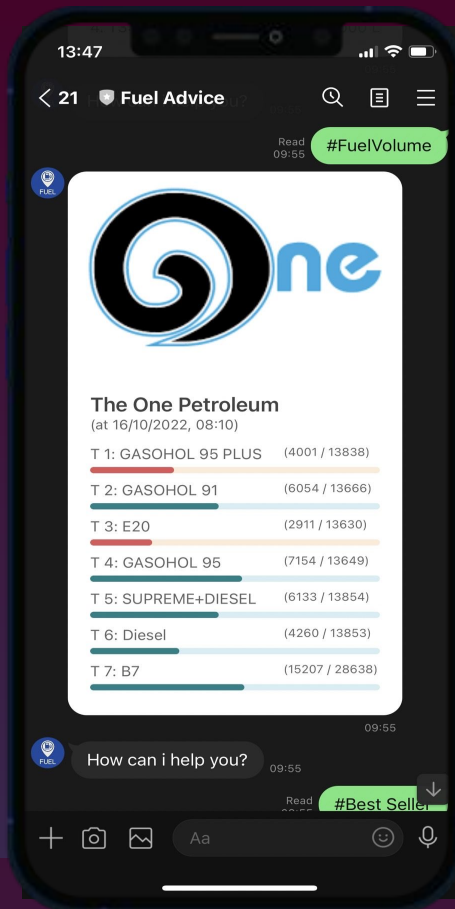 13:47
21 Fuel Advice
Read
09:55
#FuelVolume
FUEL
One
The One Petroleum
(at 16/10/2022, 08:10)
T 1: GASOHOL 95 PLUS (4001 / 13838)
T 2: GASOHOL 91 (6054 / 13666)
T 3: E20 (2911 / 13630)
T 4: GASOHOL 95 (7154 / 13649)
T 5: SUPREME+DIESEL (6133 / 13854)
T 6: Diesel (4260 / 13853)
T 7: B7 (15207 / 28638)
09:55
FUEL
How can i help you?
09:55
Read
#Best Seller
Aa